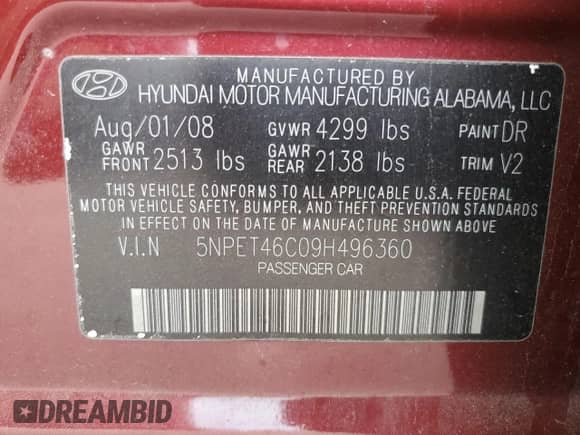 MANUFACTURED BY
HYUNDAI MOTOR MANUFACTURING ALABAMA, LLC
Aug/01/08 GVWR 4299 lbs PAINT DR
GAWR FRONT 2513 lbs GAWR REAR 2138 lbs TRIM V2
THIS VEHICLE CONFORMS TO ALL APPLICABLE U.S.A. FEDERAL
MOTOR VEHICLE SAFETY, BUMPER, AND THEFT PREVENTION STANDARDS
IN EFFECT ON THE DATE OF MANUFACTURE SHOWN ABOVE.
V.I.N 5NPET46C09H496360
PASSENGER CAR
DREAMBID